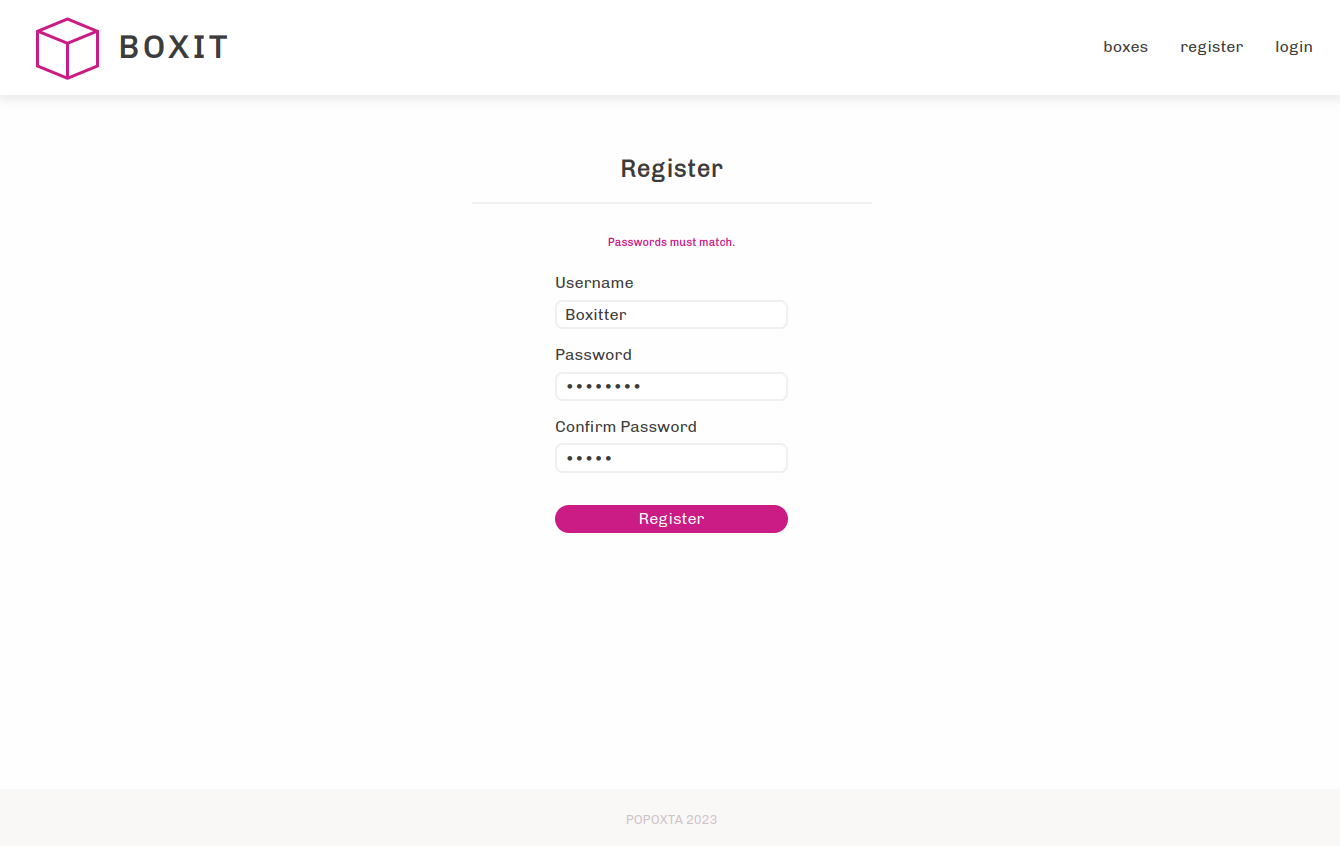 BOXIT
boxes register login
Register
Passwords must match.
Username
Boxitter
Password
••••••••
Confirm Password
•••••
Register
POPOXTA 2023